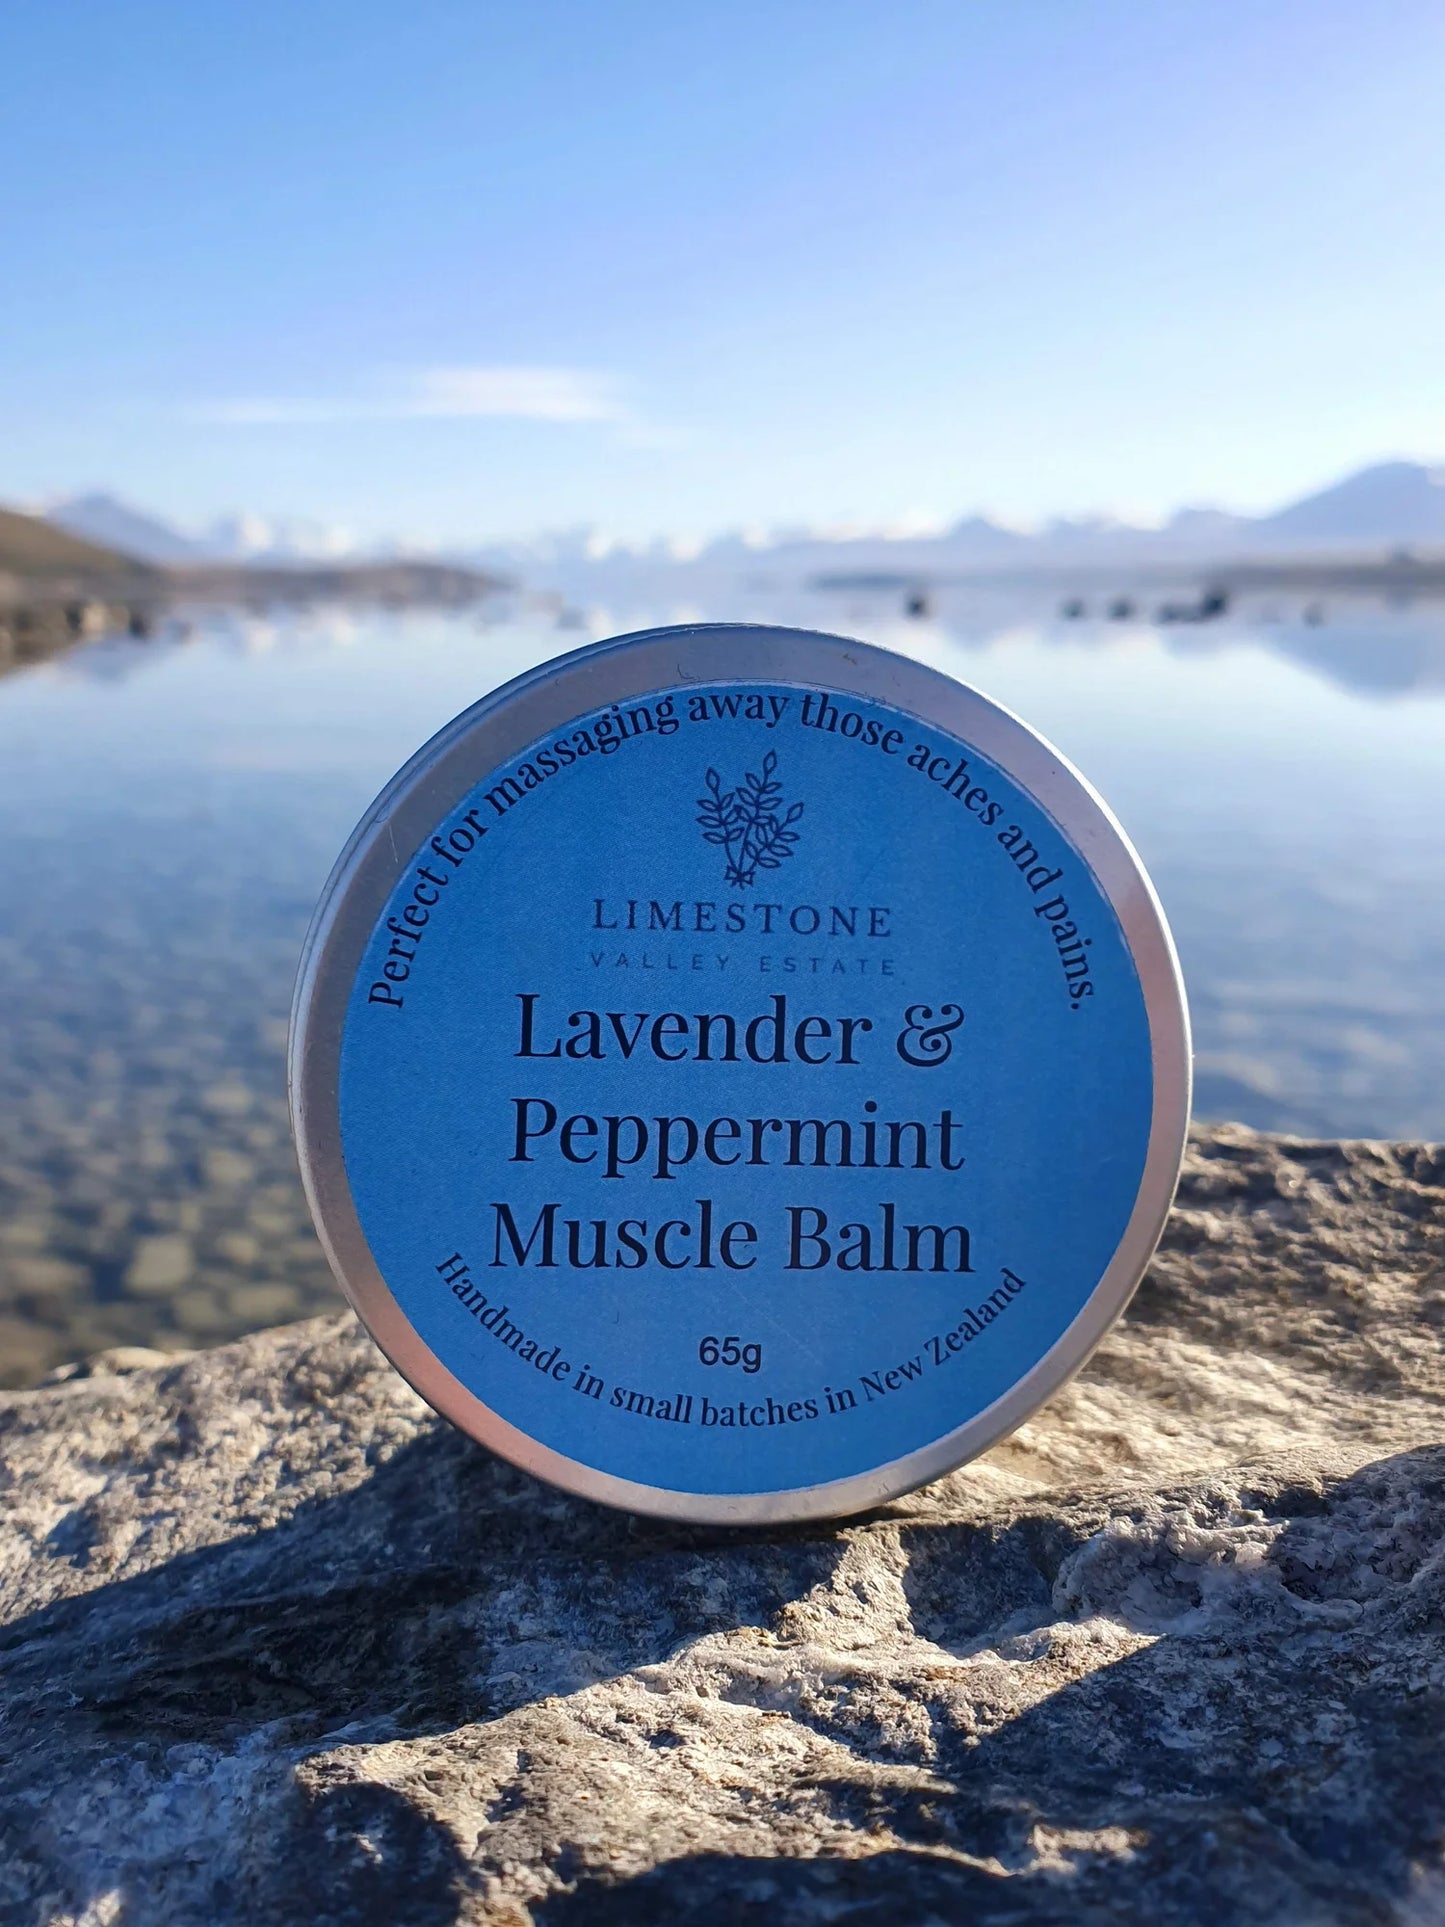 Perfect for massaging away those aches and pains.
LIMESTONE
VALLEY ESTATE
Lavender &
Peppermint
Muscle Balm
65g
Handmade in small batches in New Zealand